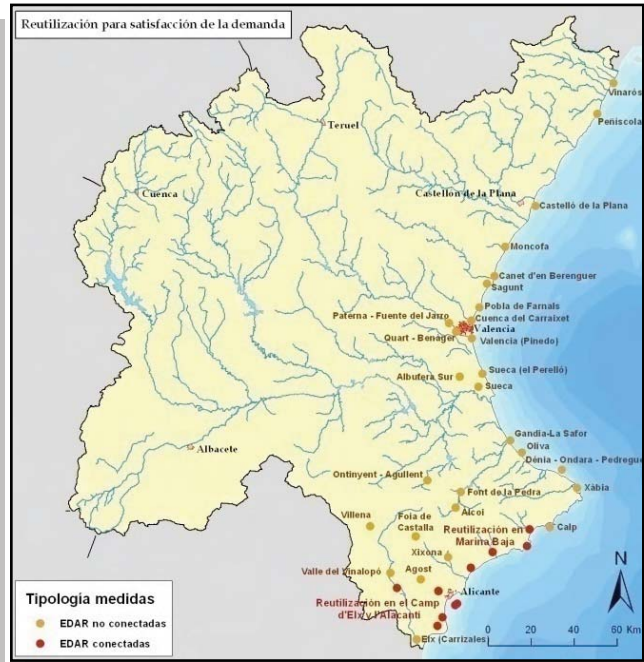 Reutilización para satisfacción de la demanda
Vinarós
Peñiscola
Teruel
Cuenca
Castellón de la Plana
Castelló de la Plana
Moncofa
Canet d'en Berenguer
Sagunt
Pobla de Farnals
Paterna - Fuente del Jarro
Cuenca del Carraixet
Valencia
Quart - Benager
Valencia (Pinedo)
Sueca (el Perelló)
Albufera Sur
Sueca
Gandia-La Safor
Oliva
Albacete
Dénia - Ondara - Pedreguer
Ontinyent - Agullent
Xàbia
Font de la Pedra
Alcoi
Villena
Foia de
Castalla
Reutilización en
Marina Baja
Calp
Xixona
Valle del Vinalopó
Agost
Alicante
Reutilización en el Camp
d'Elx y l'Alacantí
Elx (Carrizales)
N
0 20 40 60 Km
Tipología medidas
EDAR no conectadas
EDAR conectadas